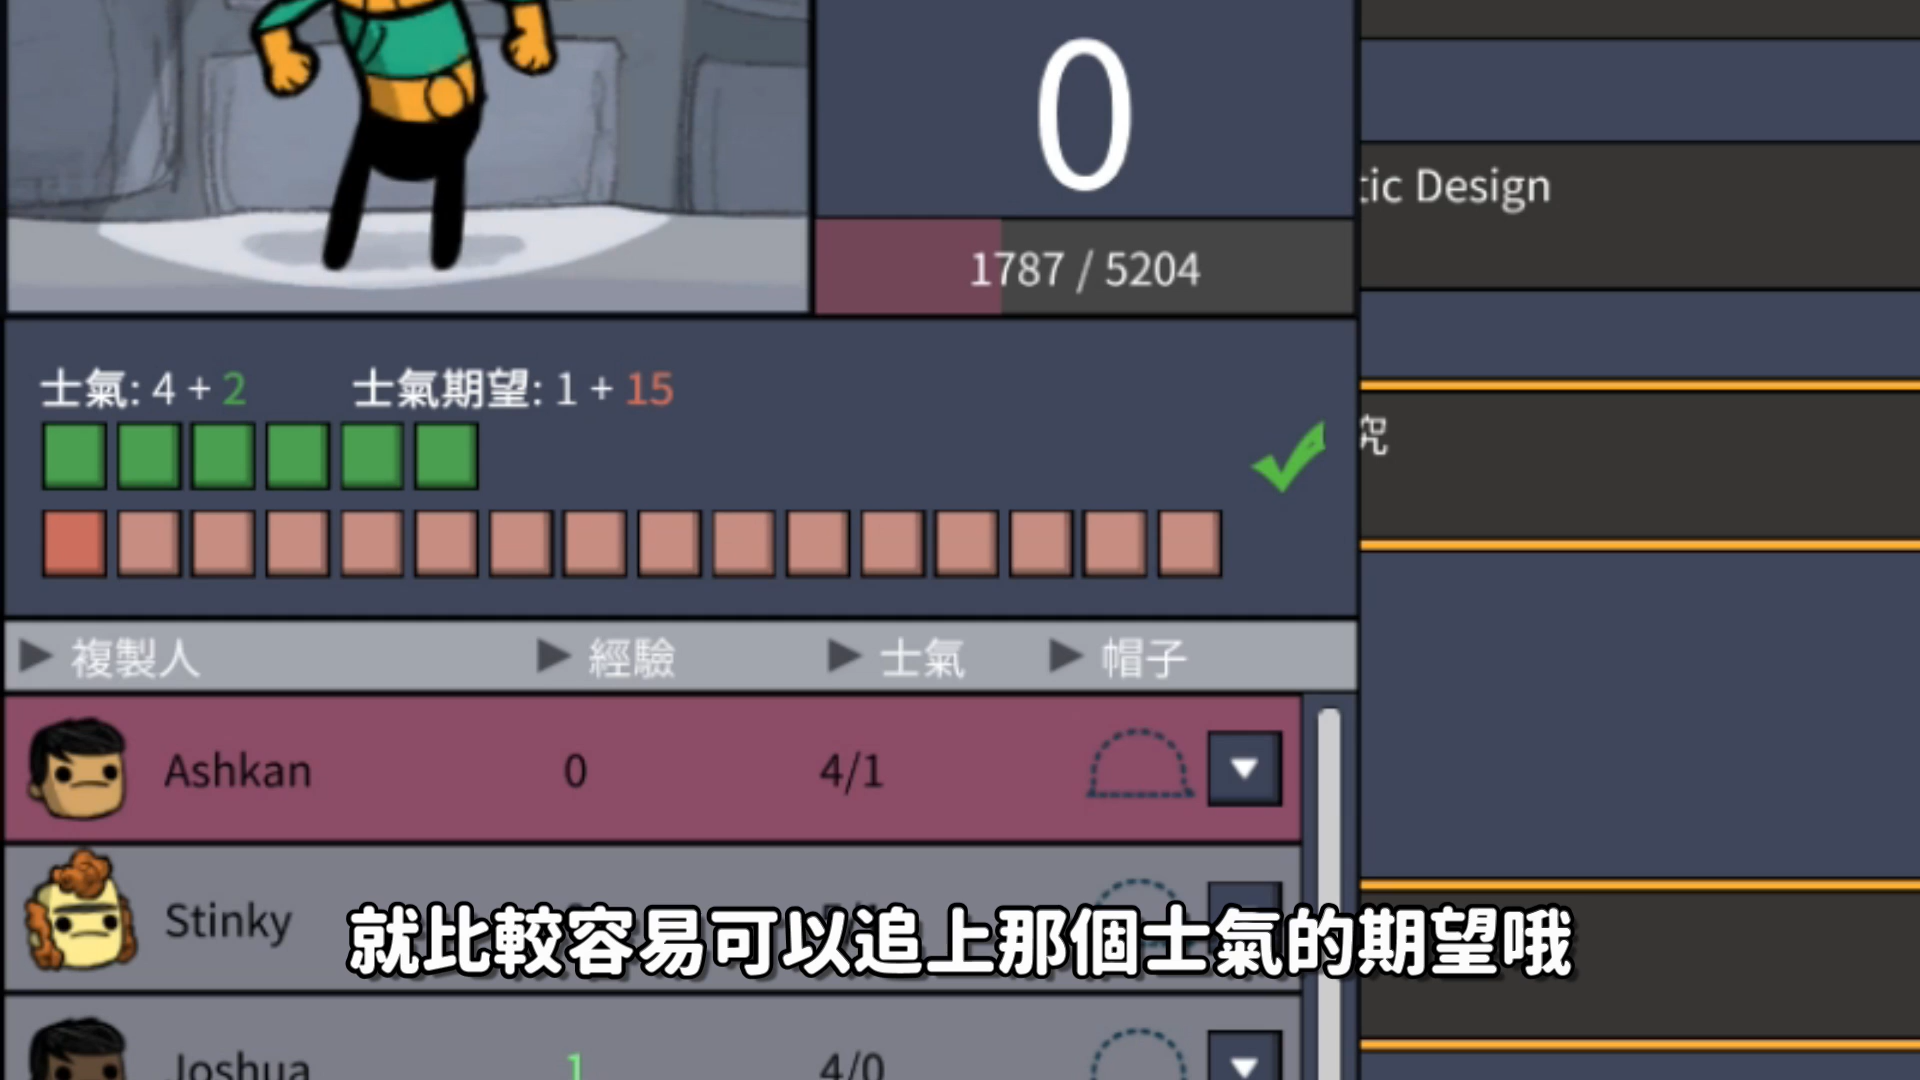 0
tic Design
1787 / 5204
士氣: 4 + 2 士氣期望: 1 + 15
究
複製人 經驗 士氣 帽子
Ashkan 0 4/1
Stinky
就比較容易可以追上那個士氣的期望哦
Joshua 1 4/0